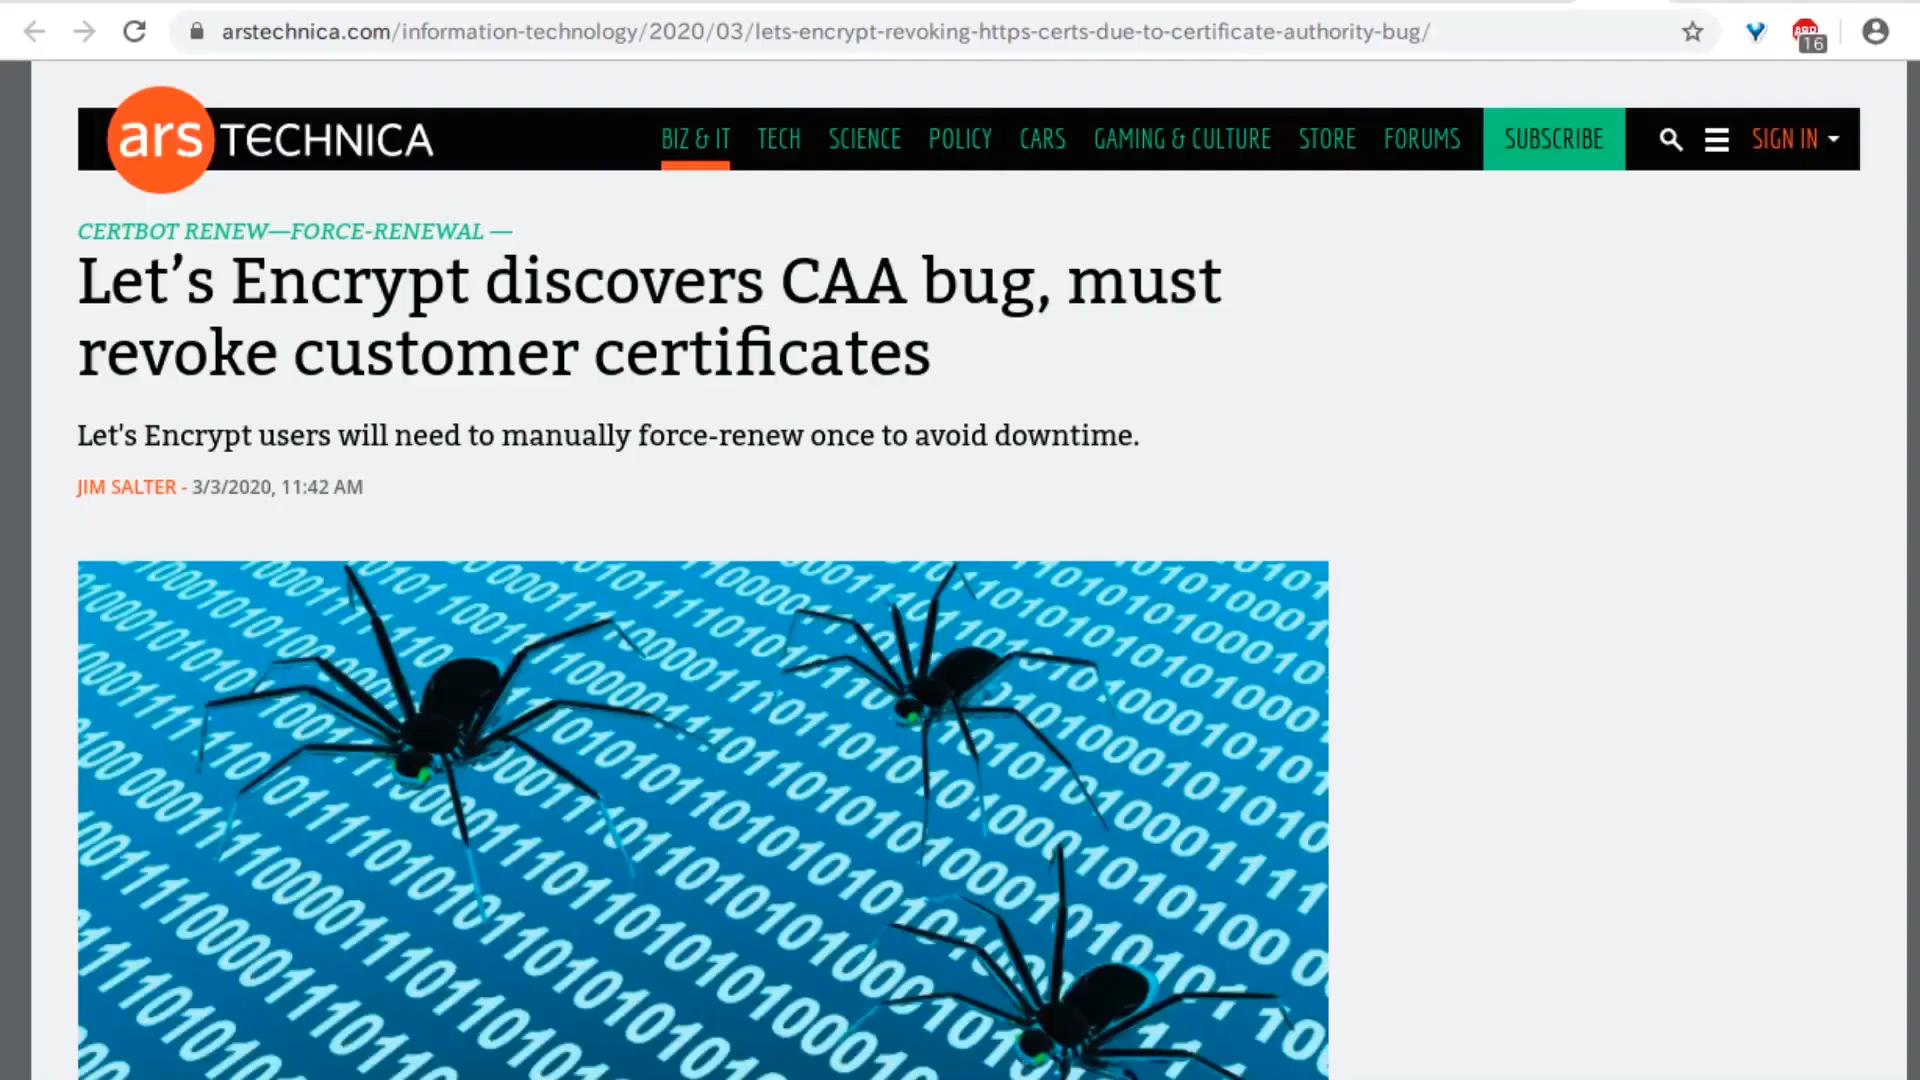 arstechnica.com/information-technology/2020/03/lets-encrypt-revoking-https-certs-due-to-certificate-authority-bug/
16
ars TECHNICA
BIZ & IT TECH SCIENCE POLICY CARS GAMING & CULTURE STORE FORUMS SUBSCRIBE SIGN IN
CERTBOT RENEW—FORCE-RENEWAL —
Let’s Encrypt discovers CAA bug, must
revoke customer certificates
Let's Encrypt users will need to manually force-renew once to avoid downtime.
JIM SALTER - 3/3/2020, 11:42 AM